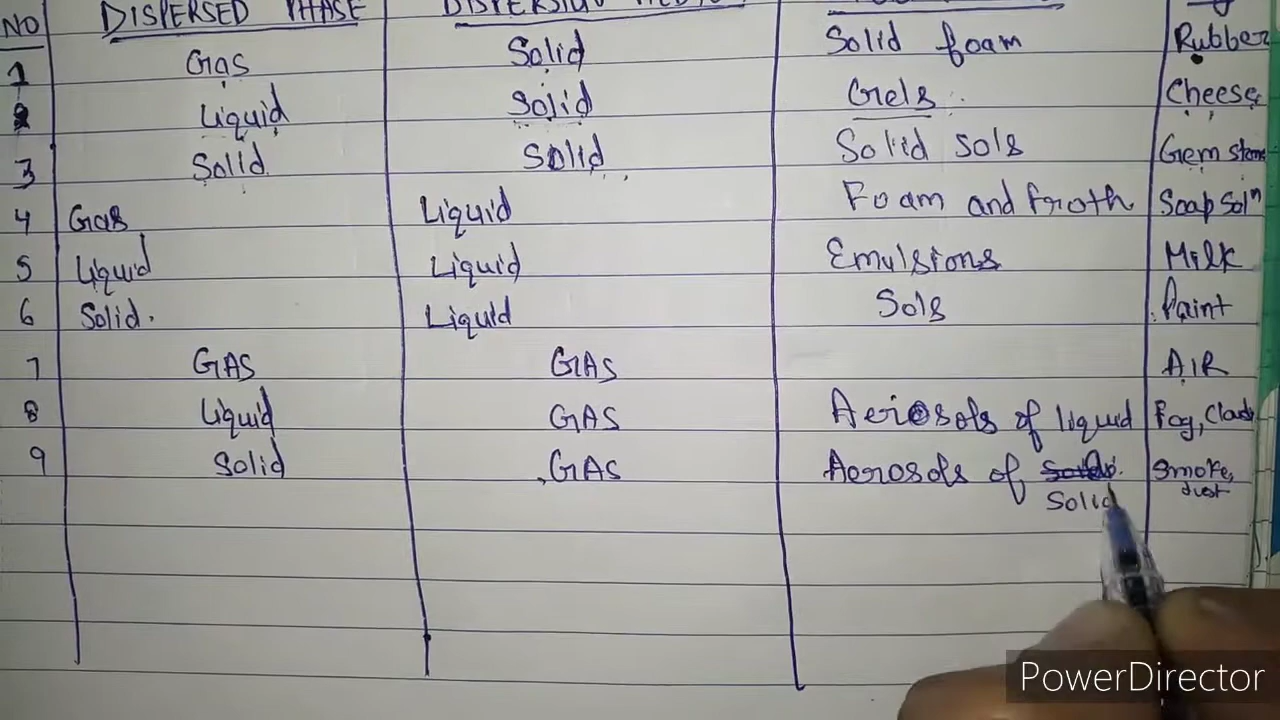 NO DISPERSED PHASE
1 Gas Solid Solid foam Rubber
2 Liquid Solid Gels Cheese
3 Solid Solid Solid sols Gem stone
4 Gas Liquid Foam and froth Soap solⁿ
5 Liquid Liquid Emulsions Milk
6 Solid. Liquid Sols Paint
7 GAS GAS AIR
8 Liquid GAS Aerosols of liquid Fog,
9 Solid GAS Aerosols of Smoke,
Solid dust
PowerDirector